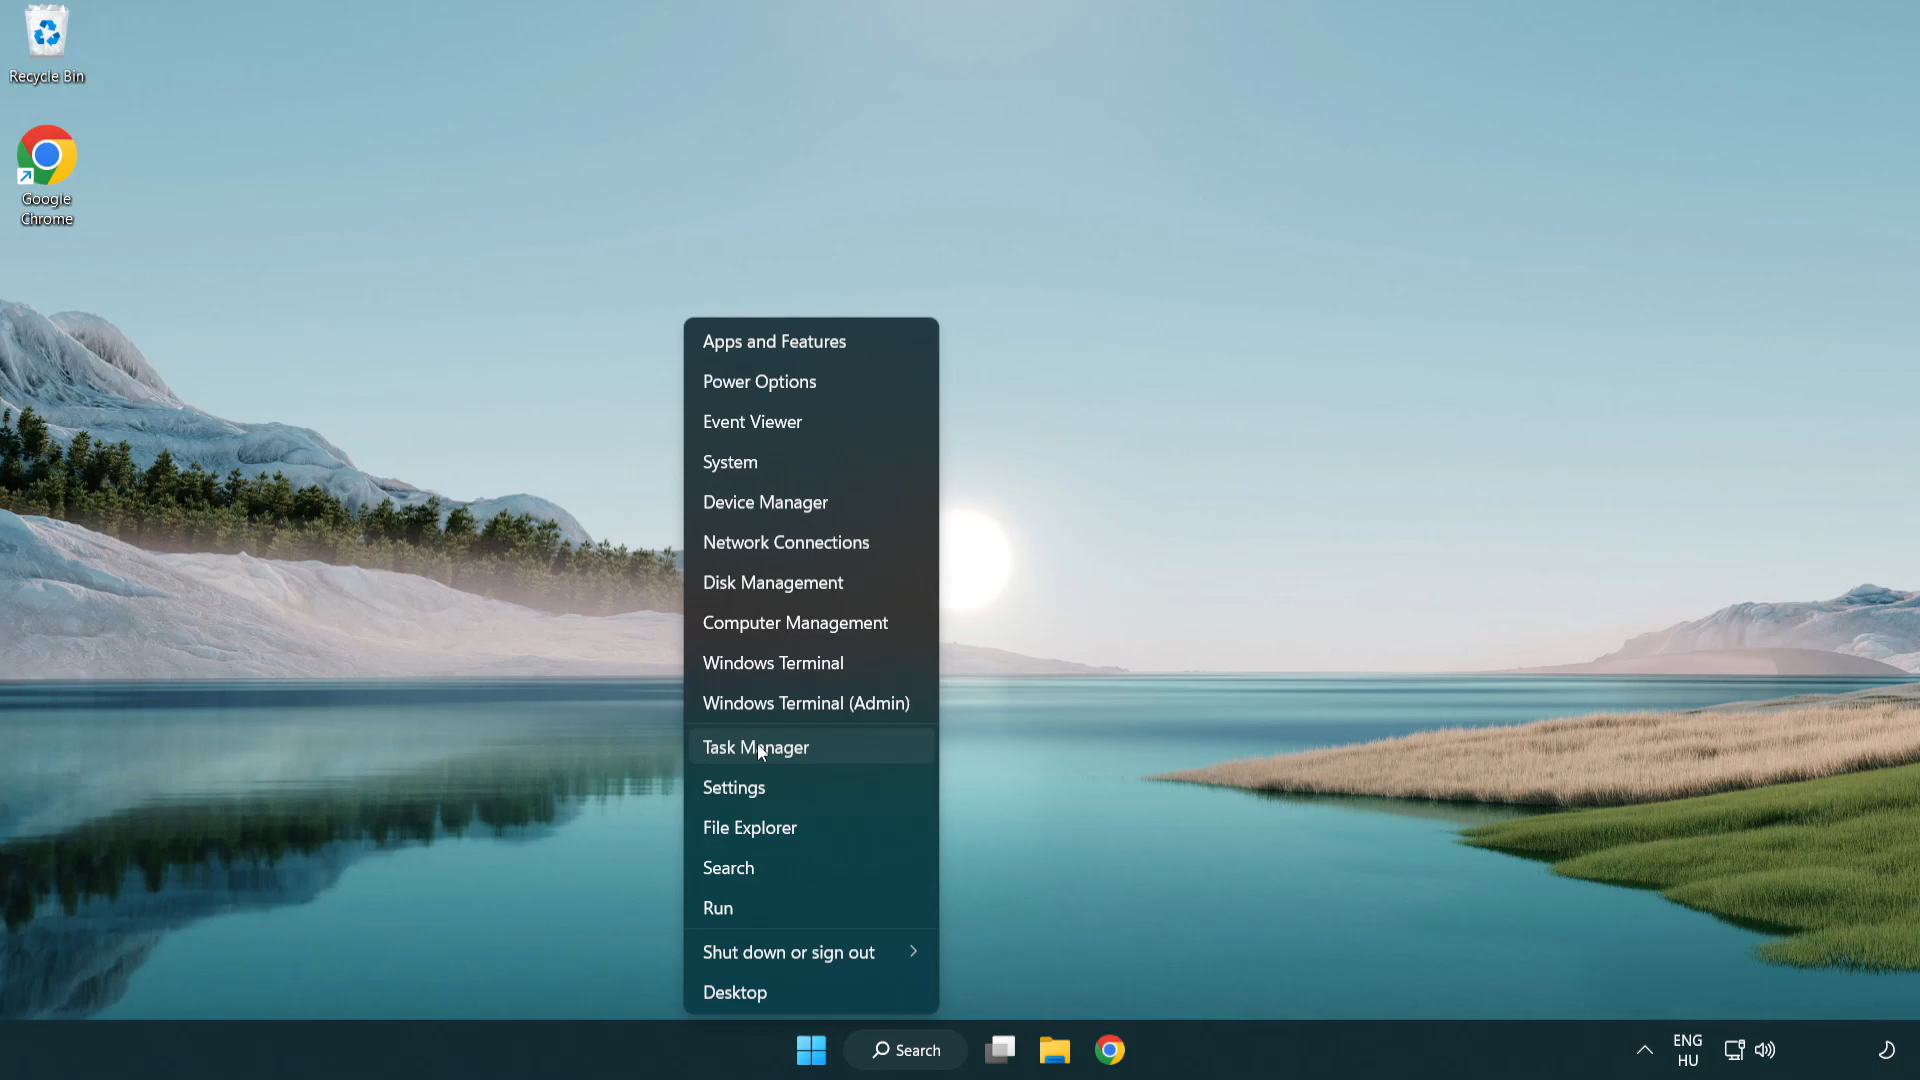 Recycle Bin
Google
Chrome
Apps and Features
Power Options
Event Viewer
System
Device Manager
Network Connections
Disk Management
Computer Management
Windows Terminal
Windows Terminal (Admin)
Task Manager
Settings
File Explorer
Search
Run
Shut down or sign out
Desktop
Search
ENG
HU